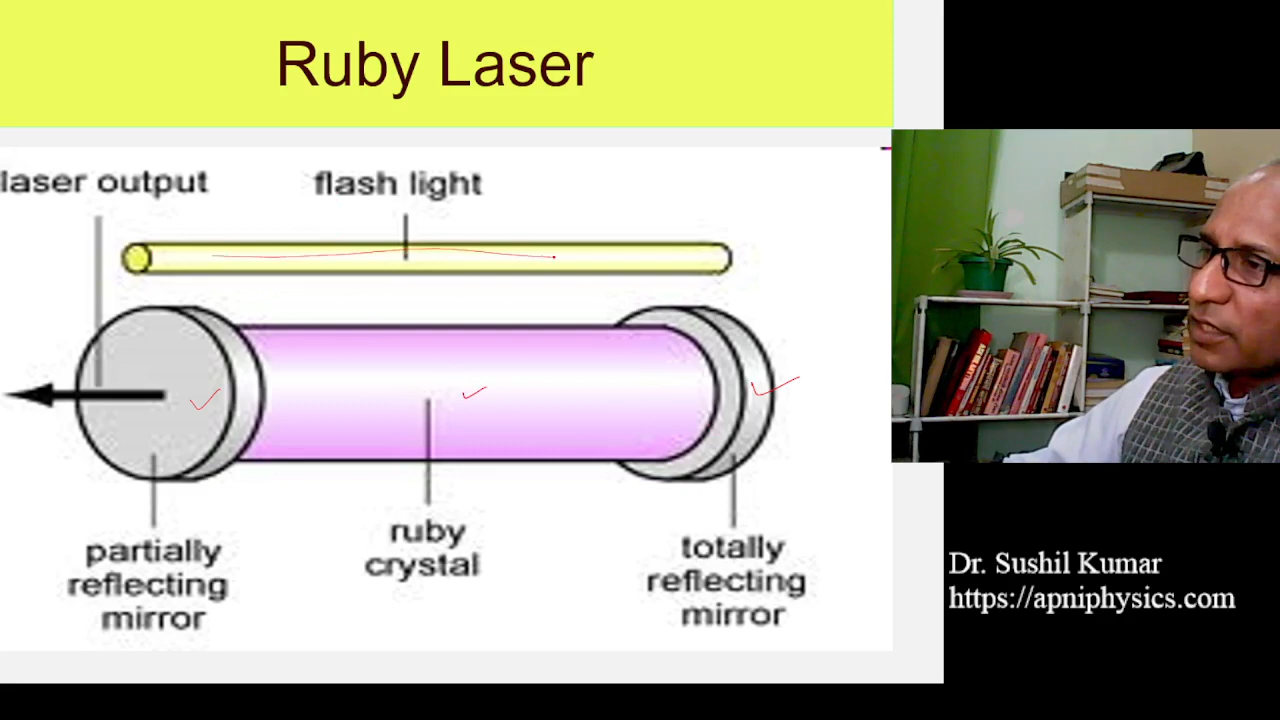 Ruby Laser
laser output
flash light
ruby
crystal
partially
reflecting
mirror
totally
reflecting
mirror
Dr. Sushil Kumar
https://apniphysics.com